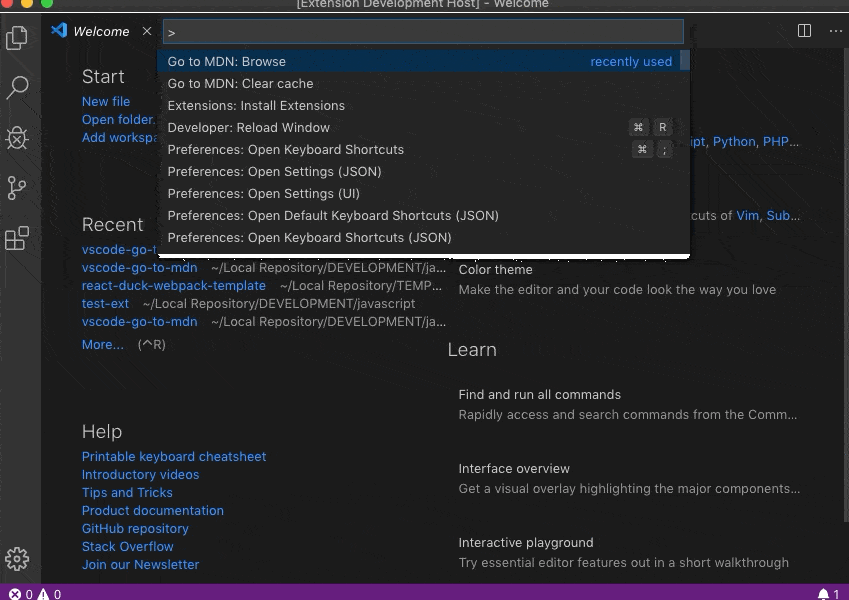 [Extension Development Host] - Welcome
Welcome
>
Go to MDN: Browse recently used
Go to MDN: Clear cache
Extensions: Install Extensions
Developer: Reload Window ⌘ R
Preferences: Open Keyboard Shortcuts ⌘ ;
Preferences: Open Settings (JSON)
Preferences: Open Settings (UI)
Preferences: Open Default Keyboard Shortcuts (JSON)
Preferences: Open Keyboard Shortcuts (JSON)
Start
New file
Open folder.
Add workspa
ipt, Python, PHP...
cuts of Vim, Sub...
Recent
vscode-go-t
vscode-go-to-mdn ~/Local Repository/DEVELOPMENT/ja...
react-duck-webpack-template ~/Local Repository/TEMP...
test-ext ~/Local Repository/DEVELOPMENT/javascript
vscode-go-to-mdn ~/Local Repository/DEVELOPMENT/ja...
More... (^R)
Help
Printable keyboard cheatsheet
Introductory videos
Tips and Tricks
Product documentation
GitHub repository
Stack Overflow
Join our Newsletter
Color theme
Make the editor and your code look the way you love
Learn
Find and run all commands
Rapidly access and search commands from the Comm...
Interface overview
Get a visual overlay highlighting the major components...
Interactive playground
Try essential editor features out in a short walkthrough
0 0 1